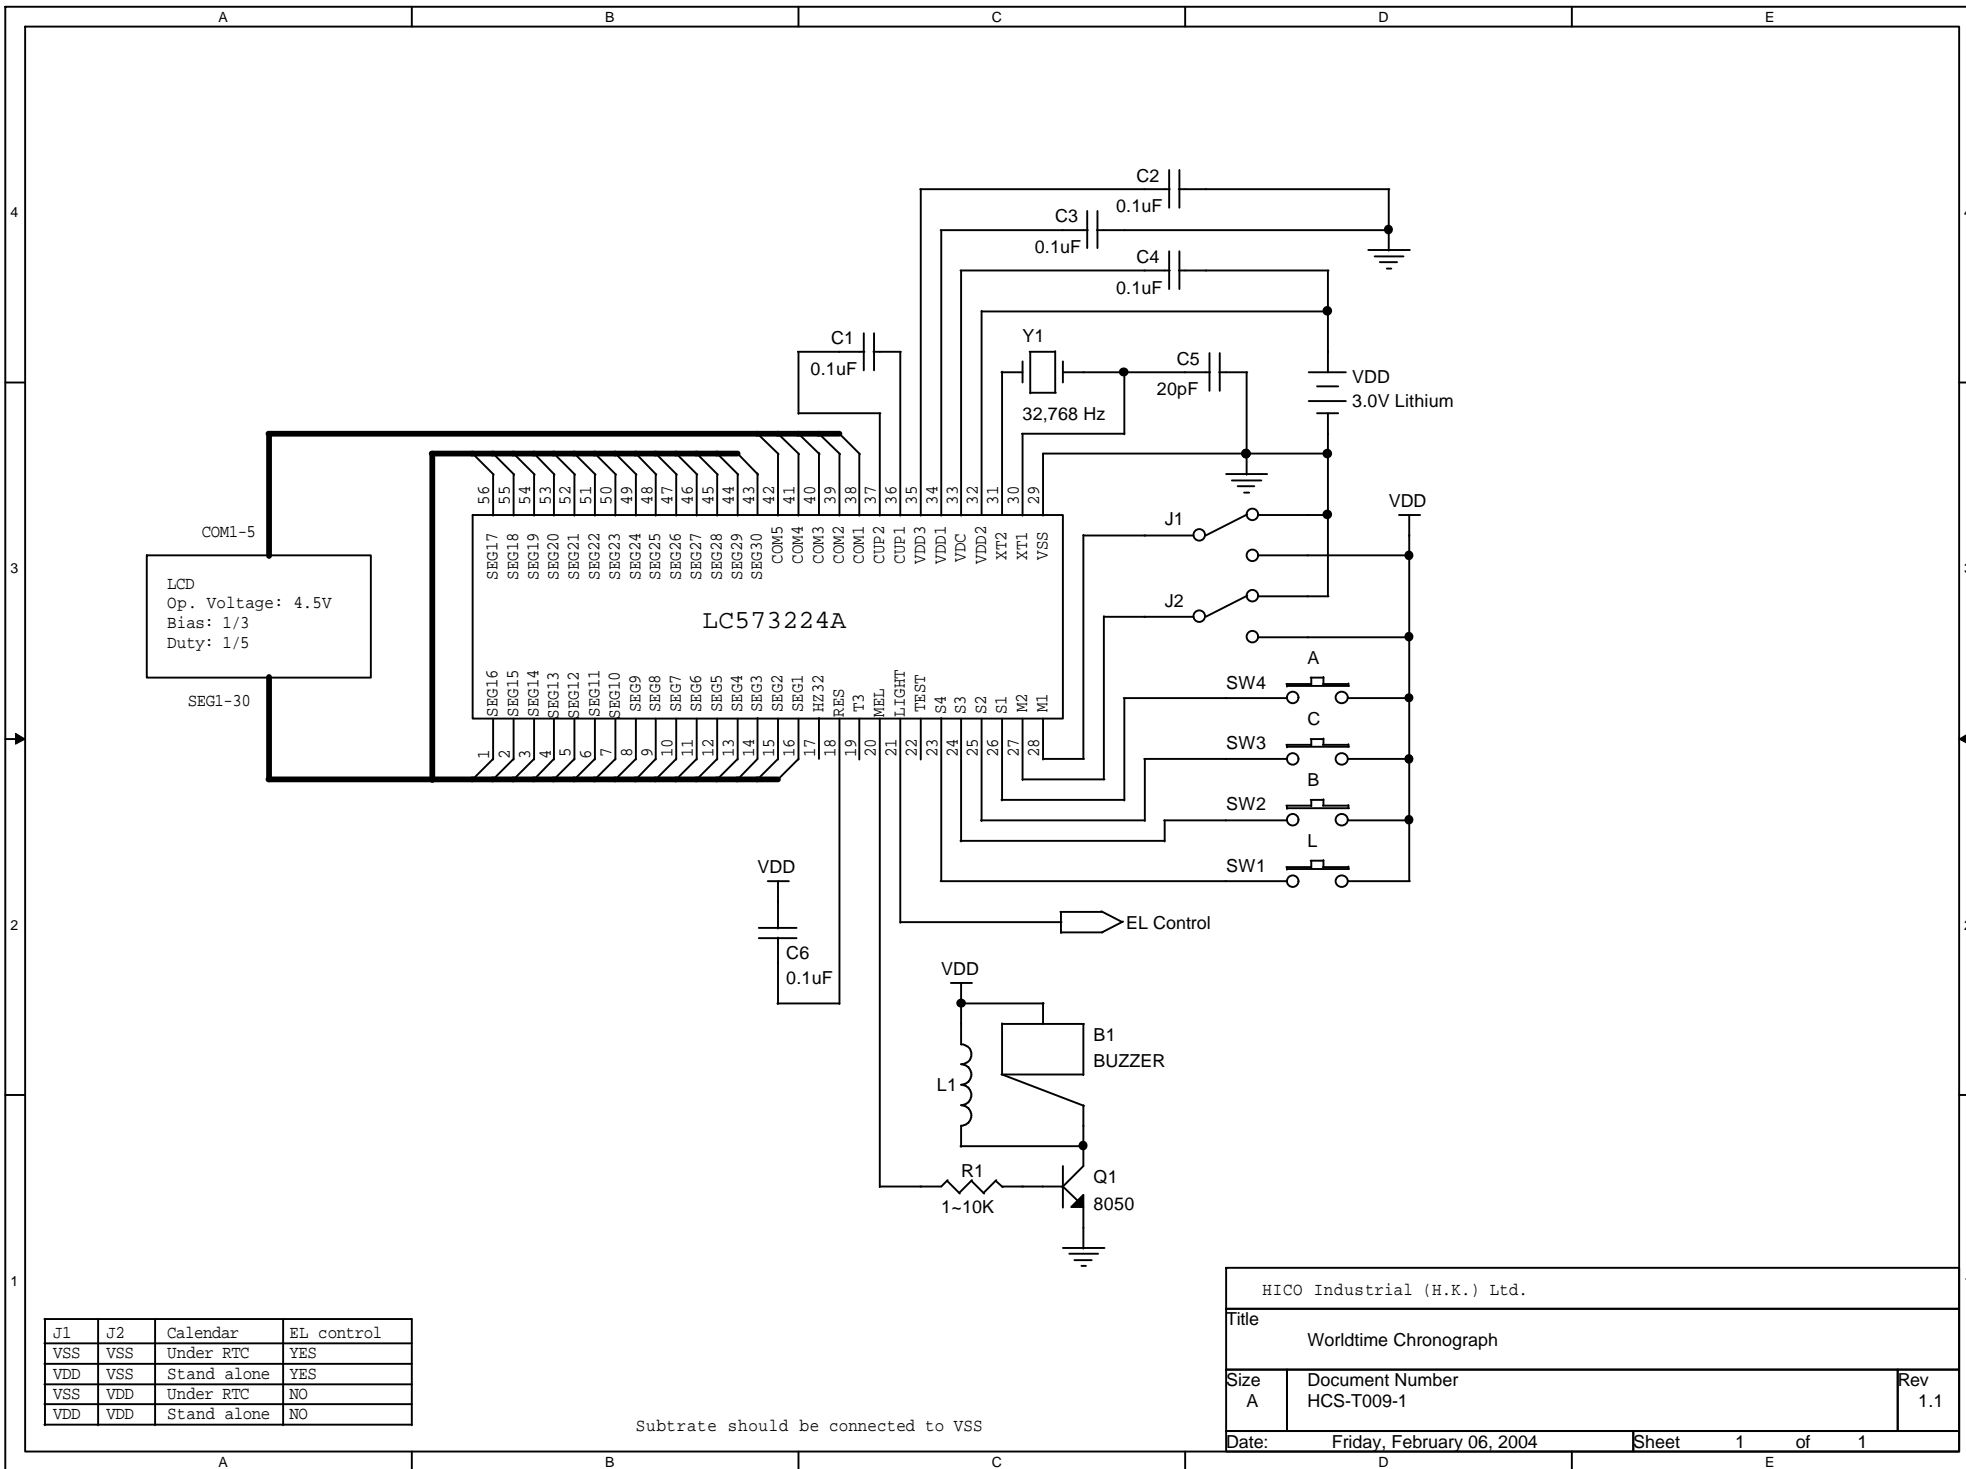 A B C D E
4
C2
0.1uF
C3
0.1uF
C4
0.1uF
C1
0.1uF
Y1
32,768 Hz
C5
20pF
VDD
3.0V Lithium
56 55 54 53 52 51 50 49 48 47 46 45 44 43 42 41 40 39 38 37 36 35 34 33 32 31 30 29
SEG17 SEG18 SEG19 SEG20 SEG21 SEG22 SEG23 SEG24 SEG25 SEG26 SEG27 SEG28 SEG29 SEG30 COM5 COM4 COM3 COM2 COM1 CUP2 CUP1 VDD3 VDD1 VDC VDD2 XT2 XT1 VSS
LC573224A
SEG16 SEG15 SEG14 SEG13 SEG12 SEG11 SEG10 SEG9 SEG8 SEG7 SEG6 SEG5 SEG4 SEG3 SEG2 SEG1 HZ32 RES T3 MEL LIGHT TEST S4 S3 S2 S1 M2 M1
1 2 3 4 5 6 7 8 9 10 11 12 13 14 15 16 17 18 19 20 21 22 23 24 25 26 27 28
3
COM1-5
LCD
Op. Voltage: 4.5V
Bias: 1/3
Duty: 1/5
SEG1-30
VDD
J1
J2
A
SW4
C
SW3
B
SW2
L
SW1
2
VDD
C6
0.1uF
EL Control
VDD
B1
BUZZER
L1
R1
1~10K
Q1
8050
1
J1 J2 Calendar EL control
VSS VSS Under RTC YES
VDD VSS Stand alone YES
VSS VDD Under RTC NO
VDD VDD Stand alone NO
Subtrate should be connected to VSS
HICO Industrial (H.K.) Ltd.
Title
Worldtime Chronograph
Size
A
Document Number
HCS-T009-1
Rev
1.1
Date: Friday, February 06, 2004 Sheet 1 of 1
A B C D E